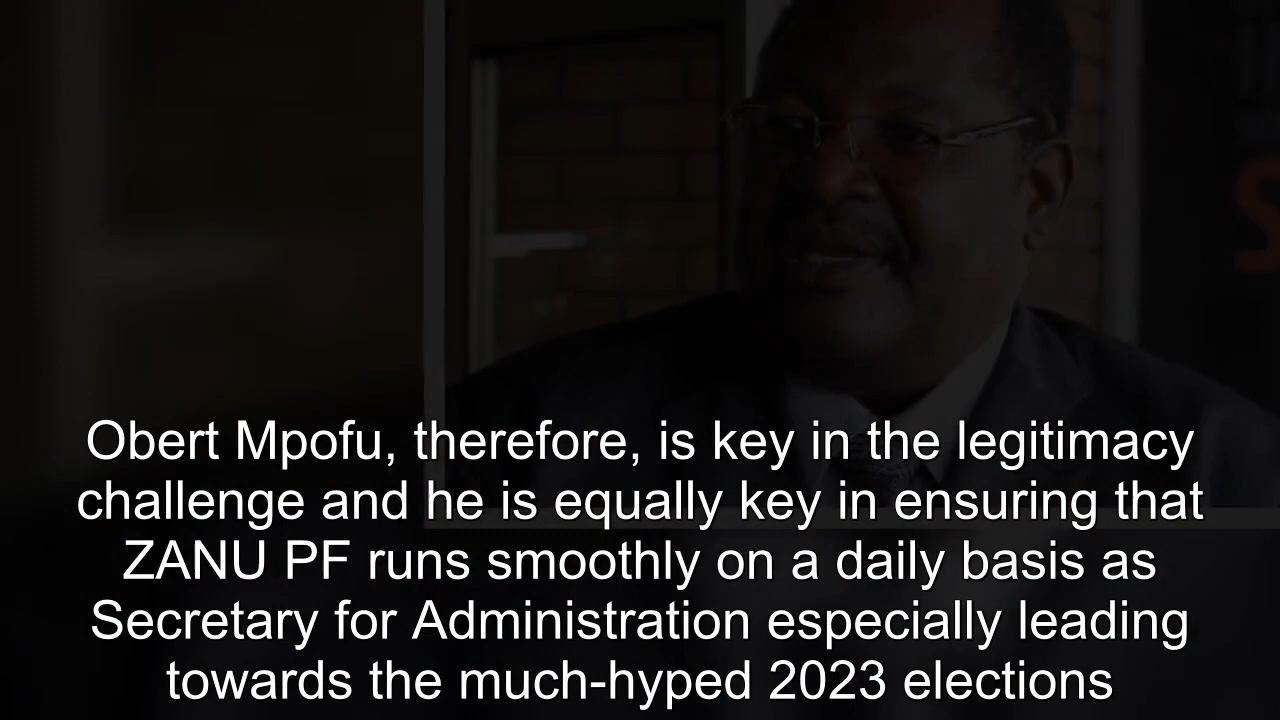 Obert Mpofu, therefore, is key in the legitimacy
challenge and he is equally key in ensuring that
ZANU PF runs smoothly on a daily basis as
Secretary for Administration especially leading
towards the much-hyped 2023 elections